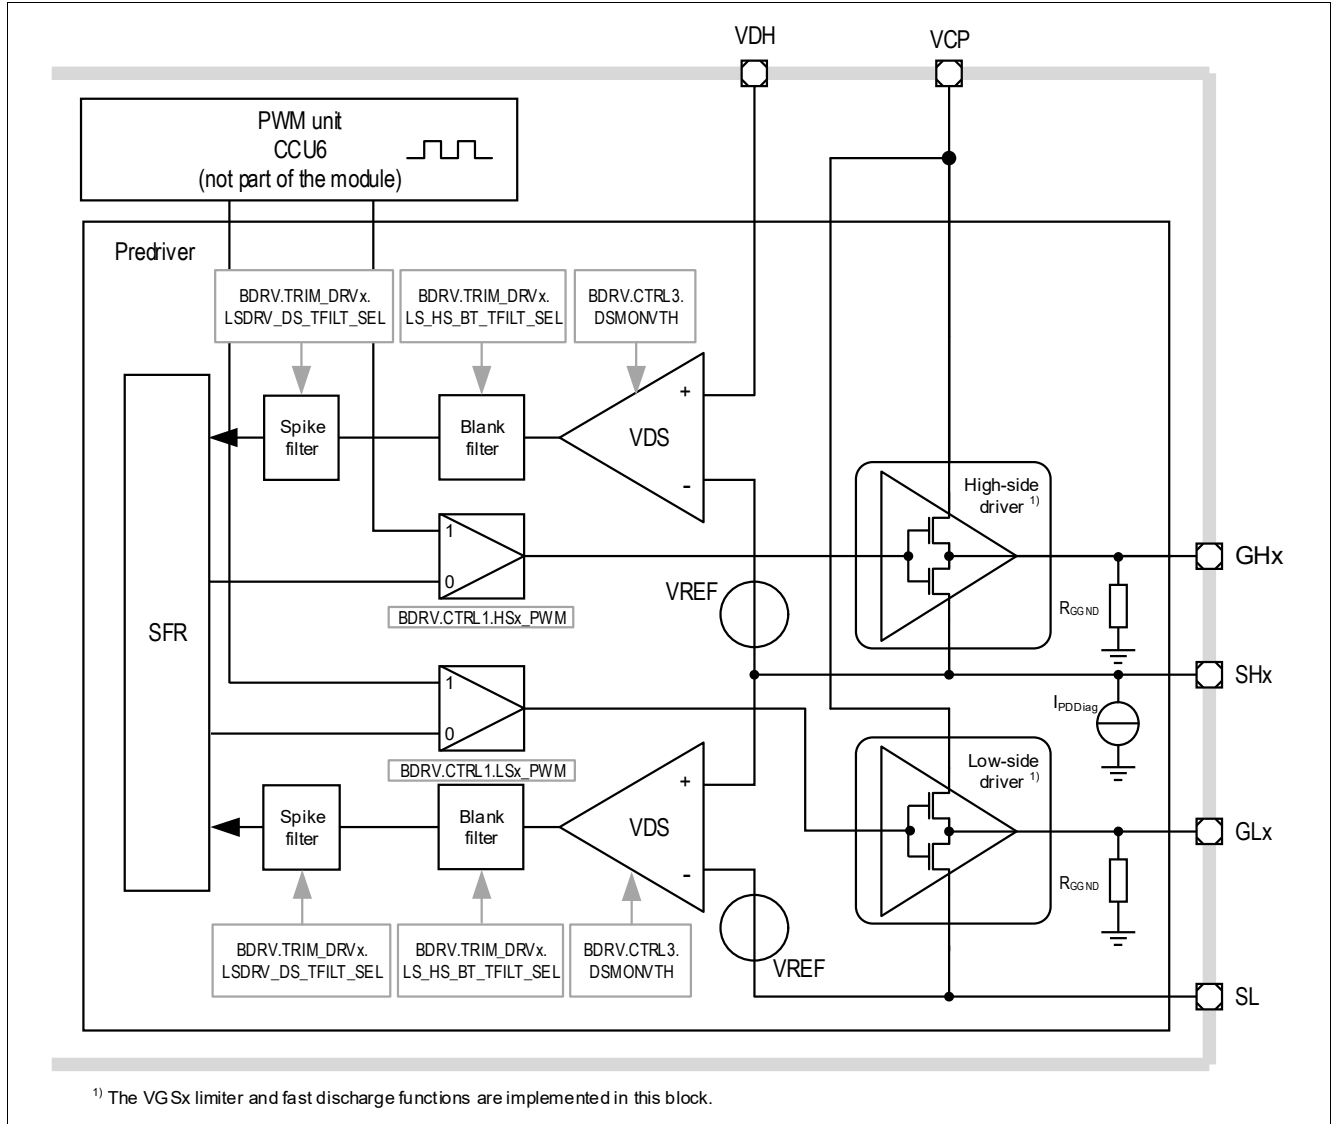 VDH
VCP
PWM unit
CCU6
(not part of the module)
Predriver
BDRV.TRIM_DRVx.
LSDRV_DS_TFILT_SEL
BDRV.TRIM_DRVx.
LS_HS_BT_TFILT_SEL
BDRV.CTRL3.
DSMONVTH
+
Spike
filter
Blank
filter
VDS
-
High-side
driver 1)
1
0
GHx
BDRV.CTRL1.HSx_PWM
VREF
RGGND
SFR
SHx
1
0
IPDDiag
BDRV.CTRL1.LSx_PWM
Low-side
driver 1)
+
Spike
filter
Blank
filter
VDS
-
GLx
RGGND
BDRV.TRIM_DRVx.
LSDRV_DS_TFILT_SEL
BDRV.TRIM_DRVx.
LS_HS_BT_TFILT_SEL
BDRV.CTRL3.
DSMONVTH
VREF
SL
1) The VGSx limiter and fast discharge functions are implemented in this block.